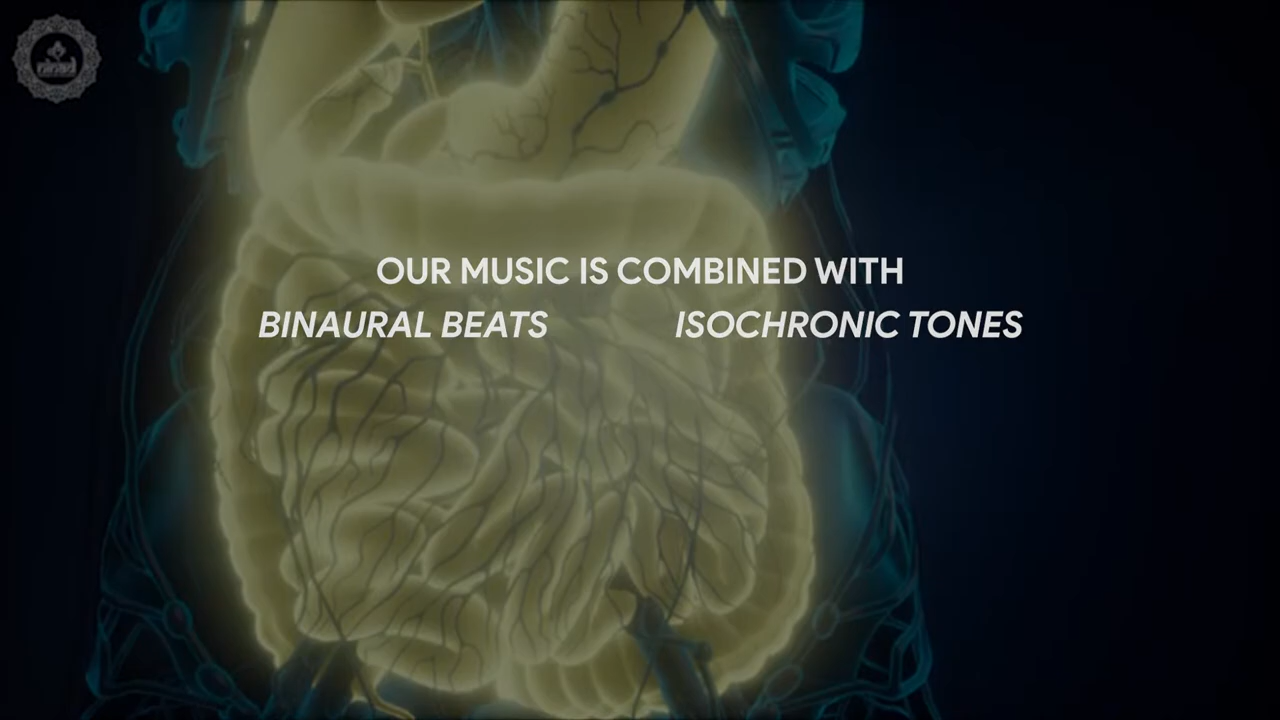 OUR MUSIC IS COMBINED WITH
BINAURAL BEATS ISOCHRONIC TONES